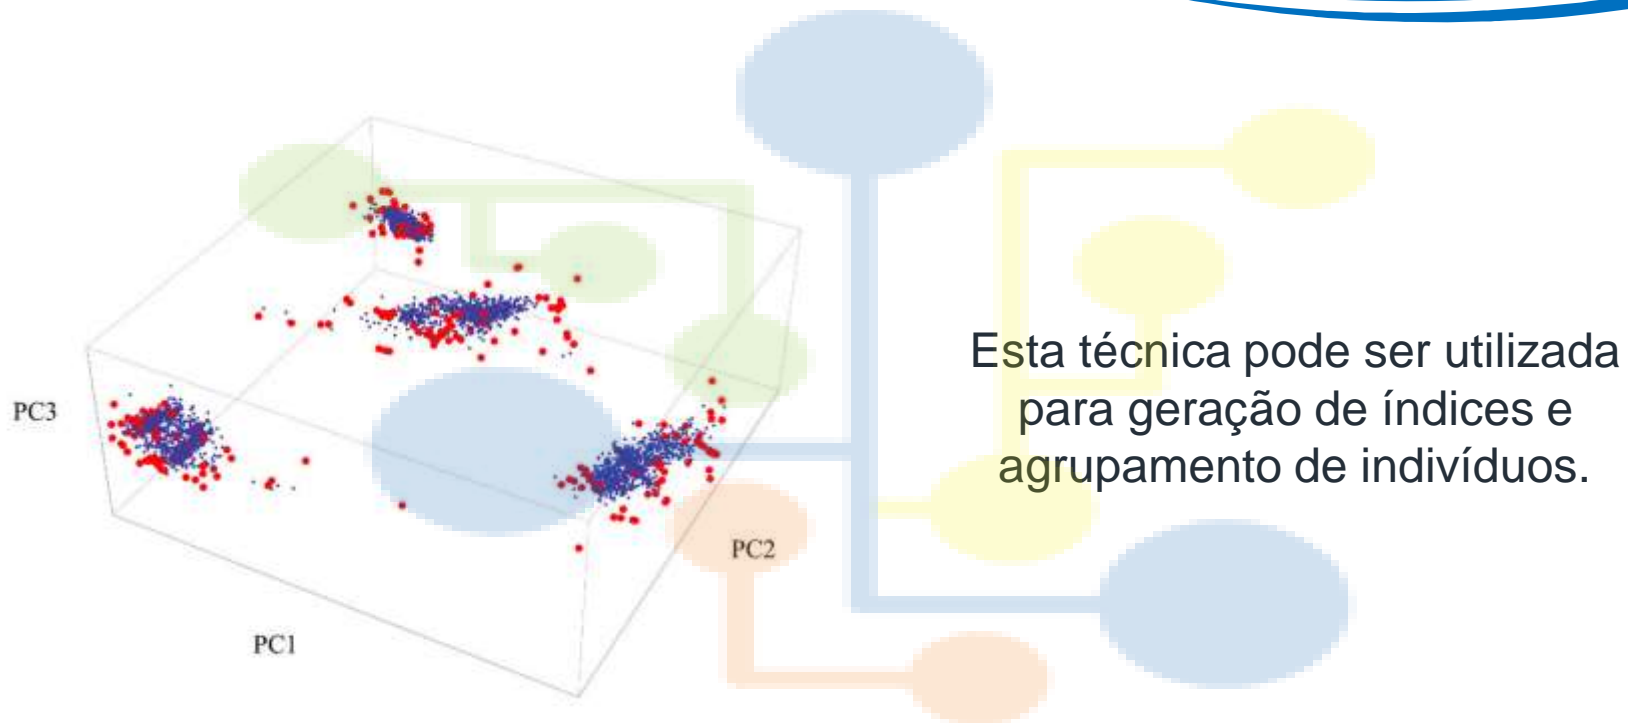 Esta técnica pode ser utilizada
para geração de índices e
agrupamento de indivíduos.
PC3
PC2
PC1